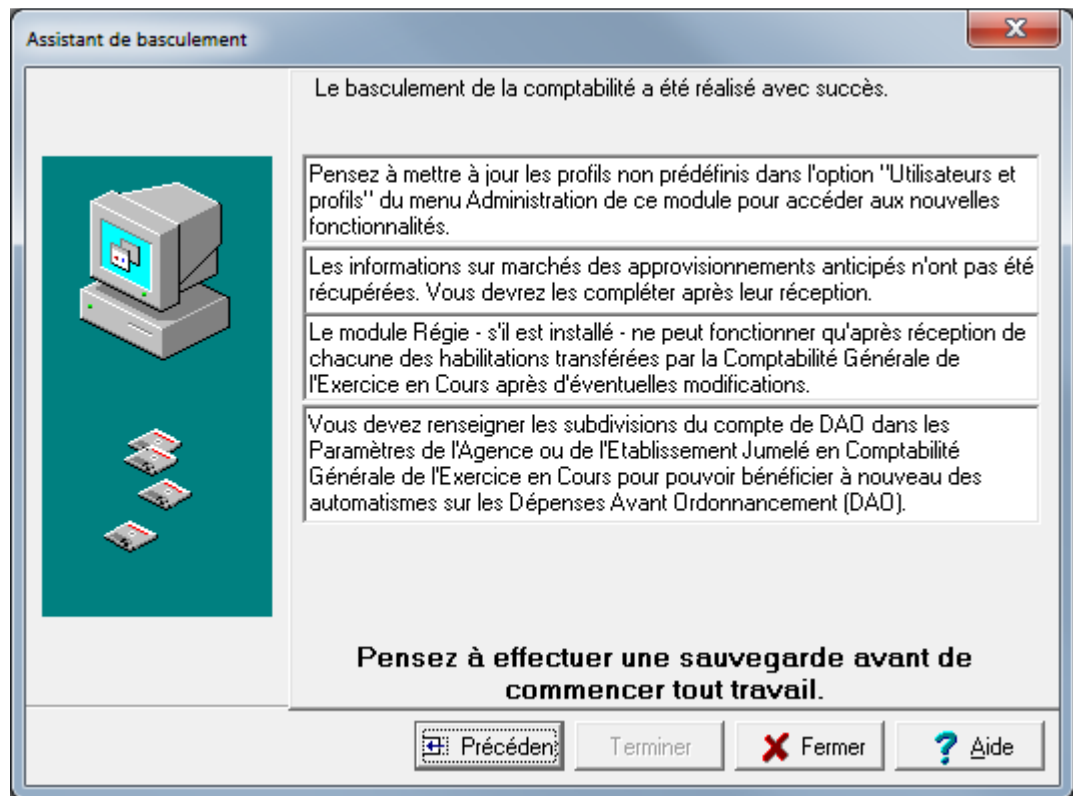 Assistant de basculement
Le basculement de la comptabilité a été réalisé avec succès.
Pensez à mettre à jour les profils non prédéfinis dans l'option "Utilisateurs et
profils" du menu Administration de ce module pour accéder aux nouvelles
fonctionnalités.
Les informations sur marchés des approvisionnements anticipés n'ont pas été
récupérées. Vous devrez les compléter après leur réception.
Le module Régie - s'il est installé - ne peut fonctionner qu'après réception de
chacune des habilitations transférées par la Comptabilité Générale de
l'Exercice en Cours après d'éventuelles modifications.
Vous devez renseigner les subdivisions du compte de DAO dans les
Paramètres de l'Agence ou de l'Etablissement Jumelé en Comptabilité
Générale de l'Exercice en Cours pour pouvoir bénéficier à nouveau des
automatismes sur les Dépenses Avant Ordonnancement (DAO).
Pensez à effectuer une sauvegarde avant de
commencer tout travail.
Précéden
Terminer
Fermer
Aide